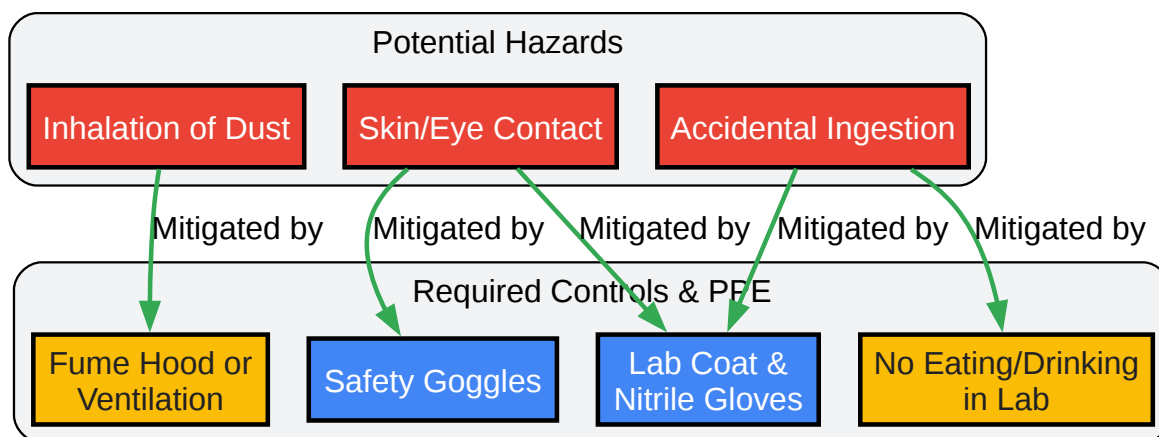 Potential Hazards
Inhalation of Dust
Skin/Eye Contact
Accidental Ingestion
Mitigated by
Mitigated by
Mitigated by
Mitigated by
Mitigated by
Required Controls & PPE
Fume Hood or
Ventilation
Safety Goggles
Lab Coat &
Nitrile Gloves
No Eating/Drinking
in Lab